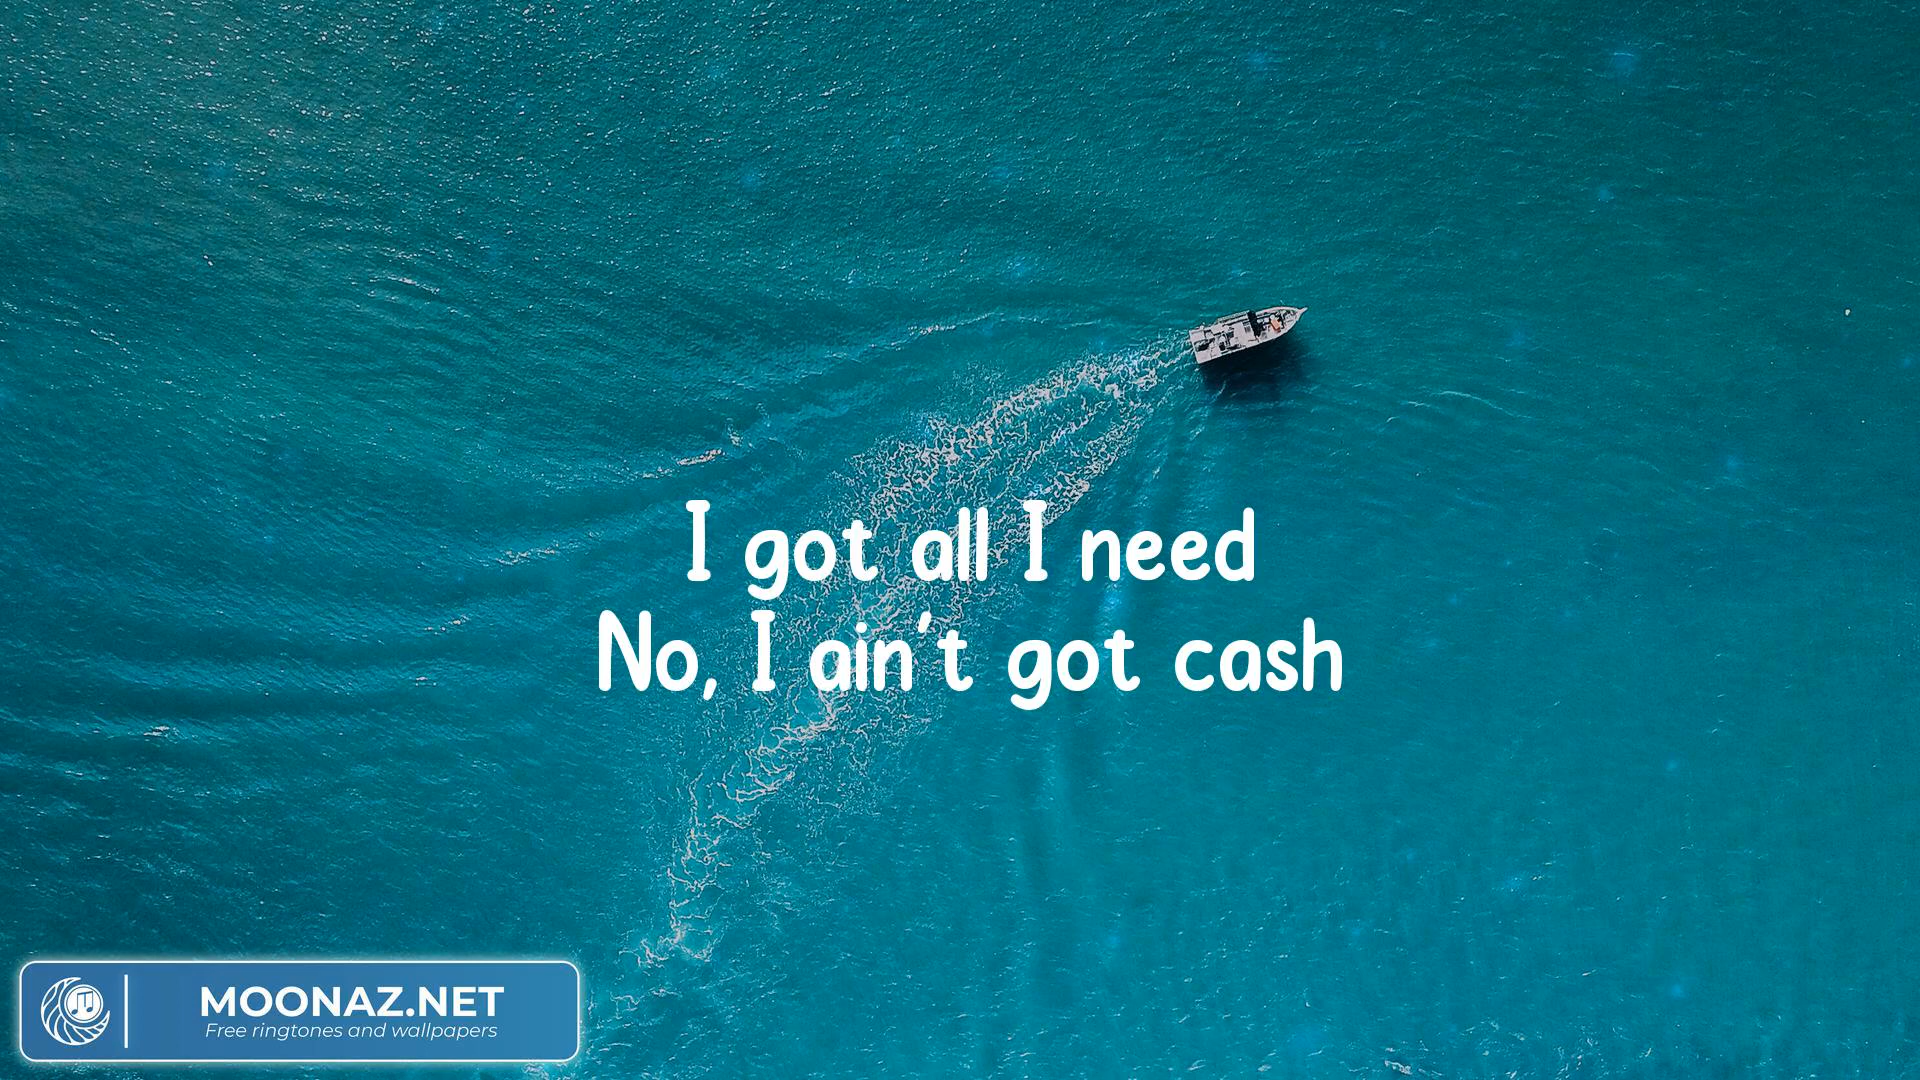 I got all I need
No, I ain't got cash
MOONAZ.NET
Free ringtones and wallpapers